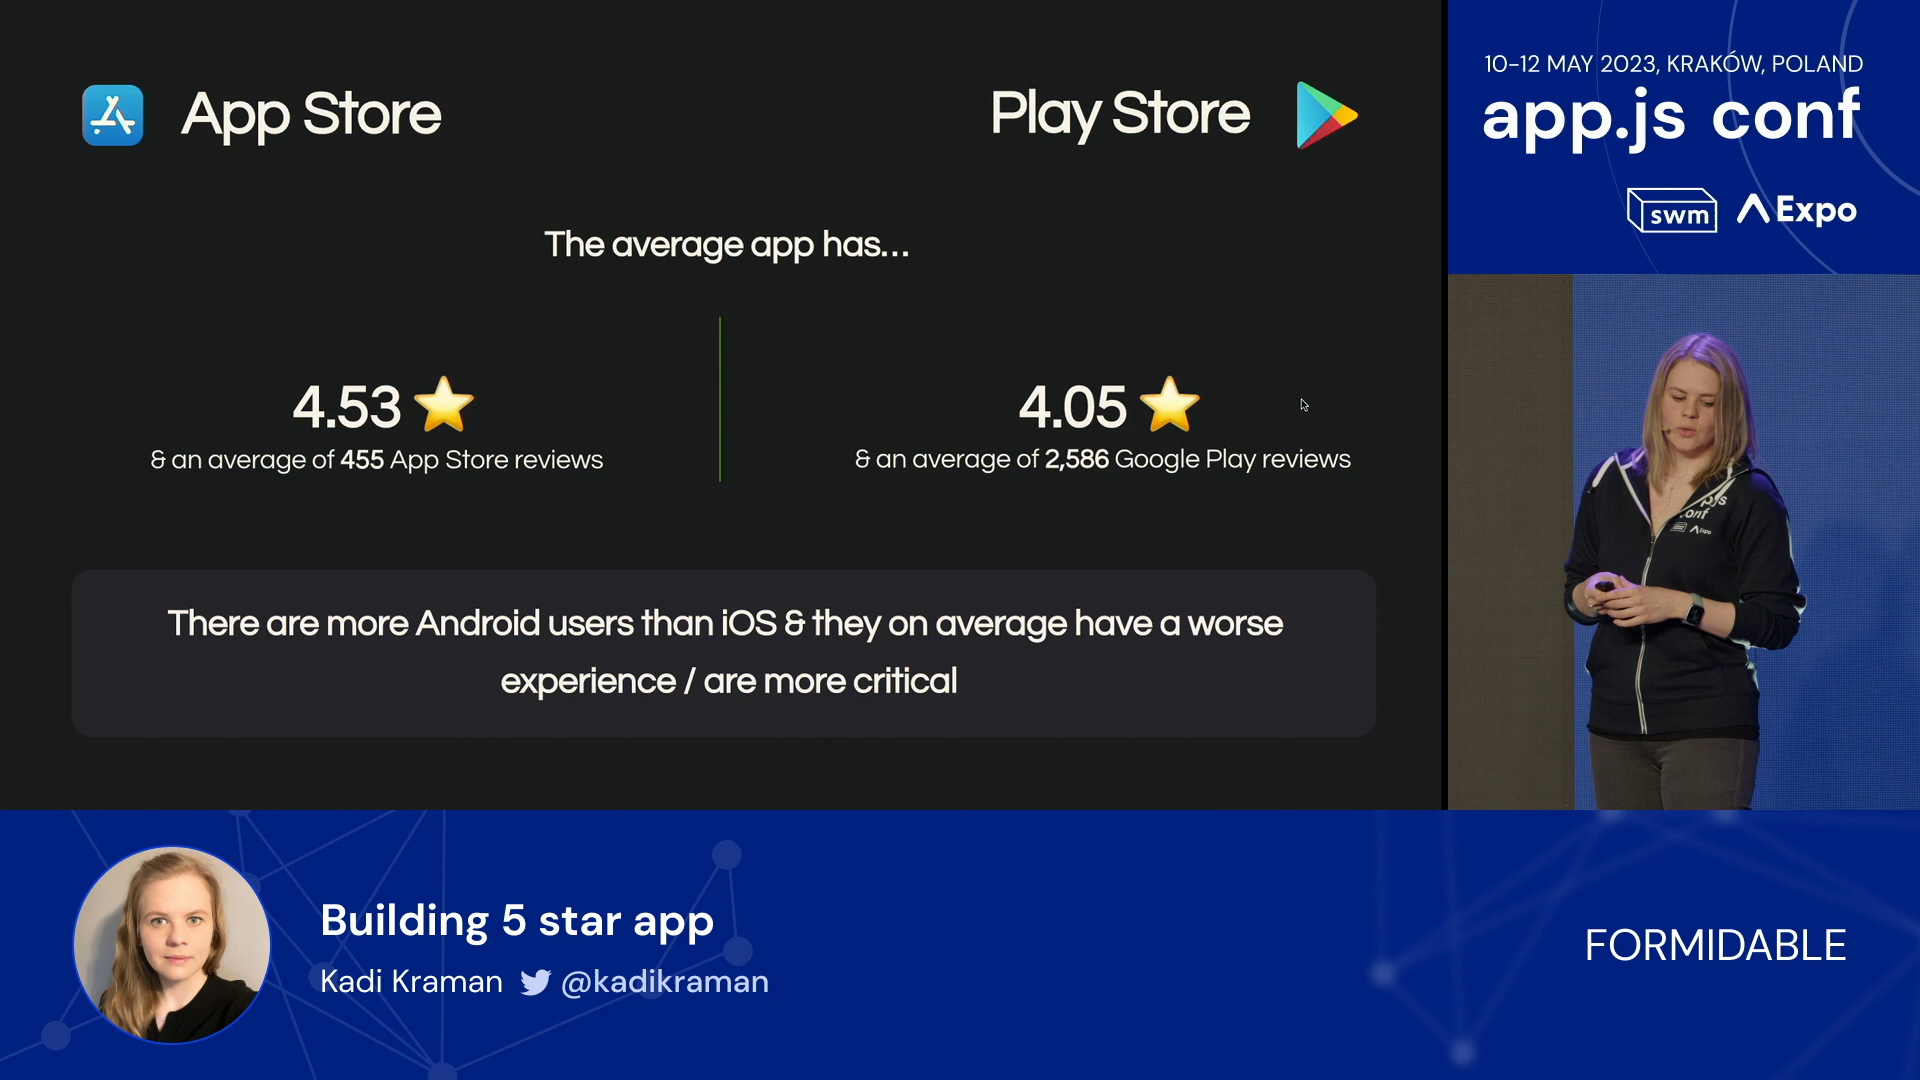 App Store
Play Store
The average app has...
4.53
& an average of 455 App Store reviews
4.05
& an average of 2,586 Google Play reviews
There are more Android users than iOS & they on average have a worse
experience / are more critical
10-12 MAY 2023, KRAKÓW, POLAND
app.js conf
swm
Expo
Building 5 star app
Kadi Kraman @kadikraman
FORMIDABLE